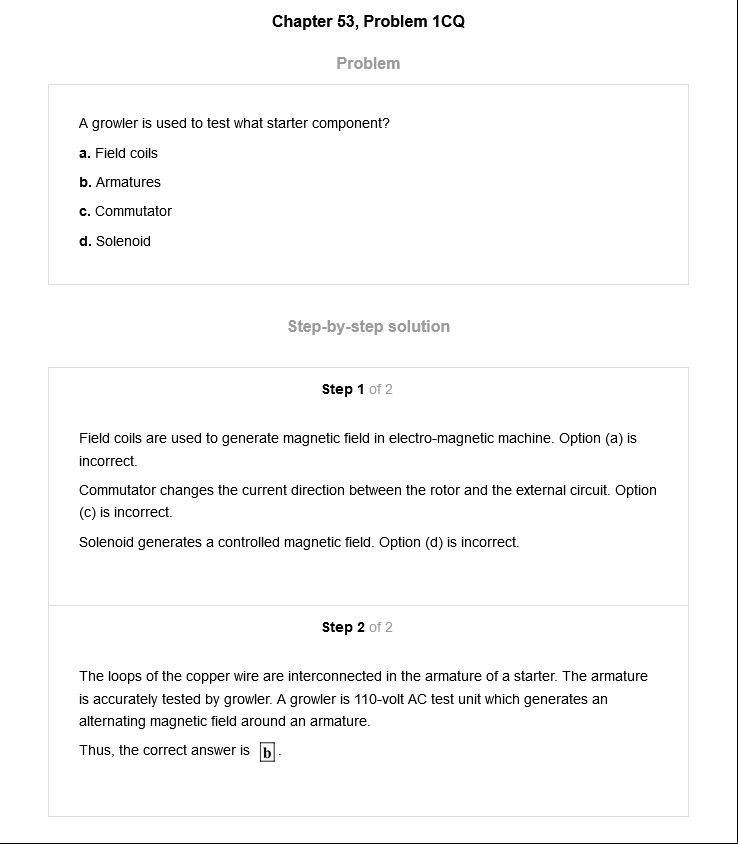 Chapter 53, Problem 1CQ
Problem
A growler is used to test what starter component?
a. Field coils
b. Armatures
c. Commutator
d. Solenoid
Step-by-step solution
Step 1 of 2
Field coils are used to generate magnetic field in electro-magnetic machine. Option (a) is
incorrect.
Commutator changes the current direction between the rotor and the external circuit. Option
(c) is incorrect.
Solenoid generates a controlled magnetic field. Option (d) is incorrect.
Step 2 of 2
The loops of the copper wire are interconnected in the armature of a starter. The armature
is accurately tested by growler. A growler is 110-volt AC test unit which generates an
alternating magnetic field around an armature.
Thus, the correct answer is b.